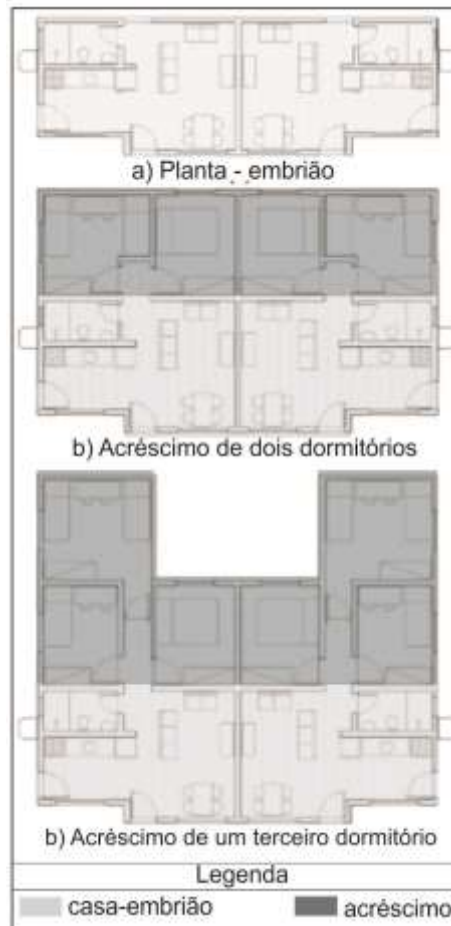 a) Planta - embrião
b) Acréscimo de dois dormitórios
b) Acréscimo de um terceiro dormitório
Legenda
casa-embrião acréscimo